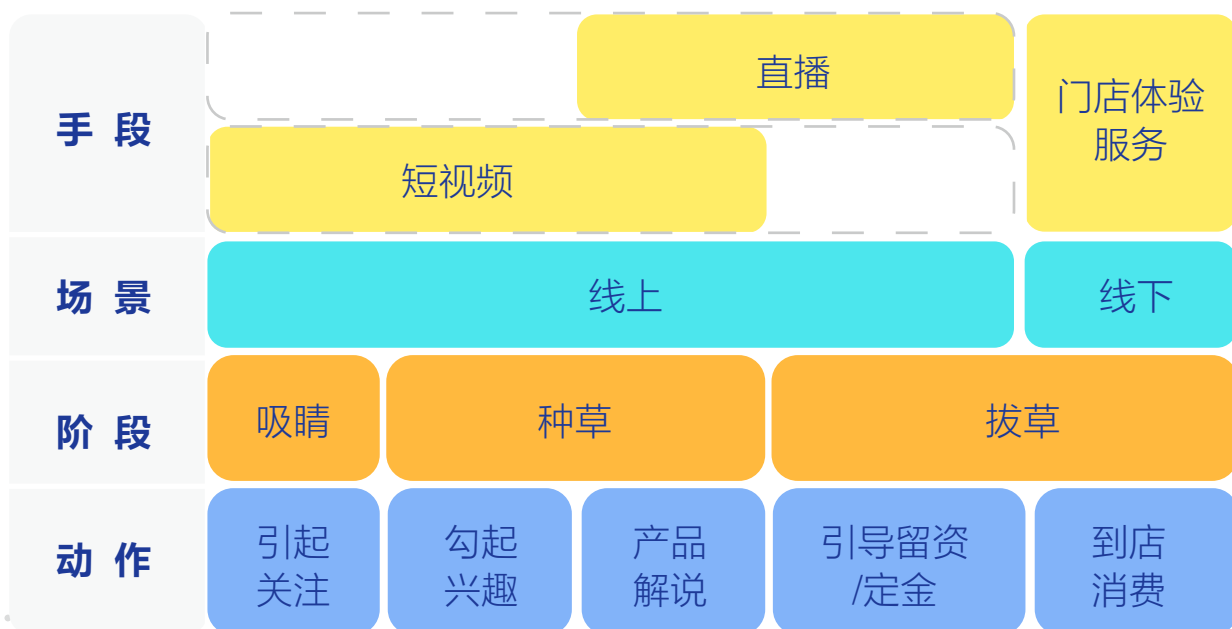 手 段
直播
门店体验
服务
短视频
场 景
线上
线下
阶 段
吸睛
种草
拔草
动 作
引起
关注
勾起
兴趣
产品
解说
引导留资
/定金
到店
消费